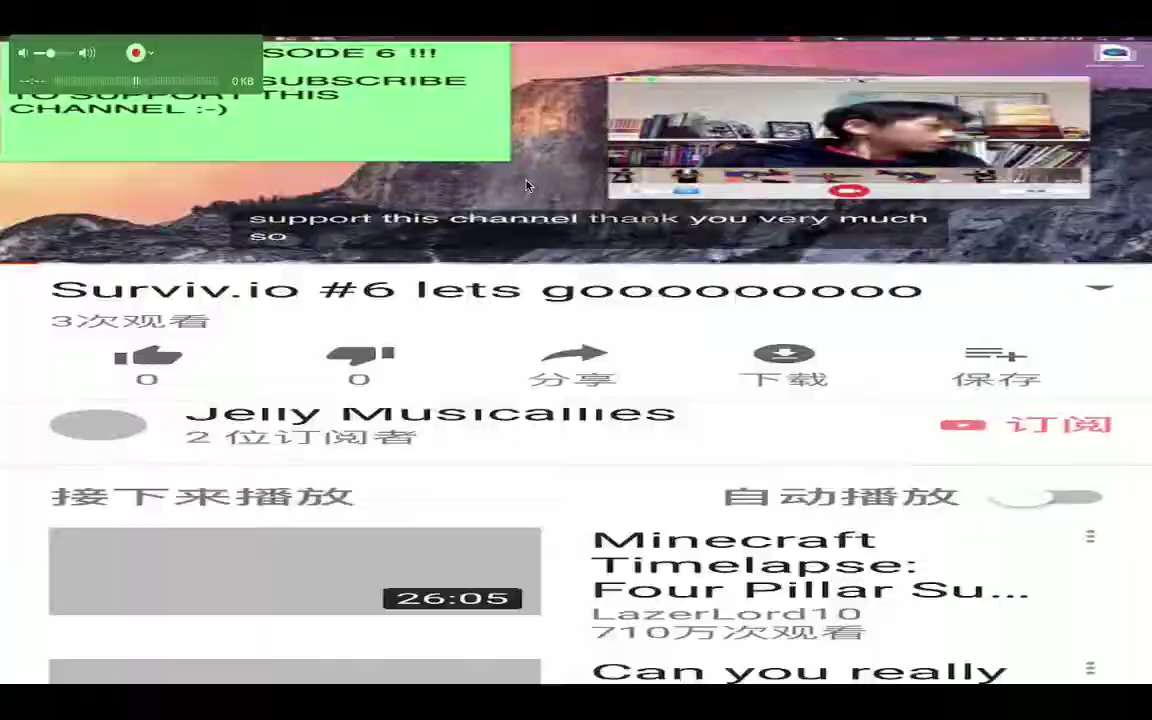 SODE 6 !!!
SUBSCRIBE
TO SUPPORT THIS
CHANNEL :-)
--:--
0 KB
support this channel thank you very much
so
Surviv.io #6 lets goooooooooo
3次观看
0
0
分享
下载
保存
Jelly Musicallies
2 位订阅者
订阅
接下来播放
自动播放
26:05
Minecraft
Timelapse:
Four Pillar Su...
LazerLord10
710万次观看
Can you really